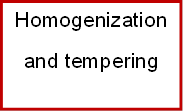 Homogenization
and tempering